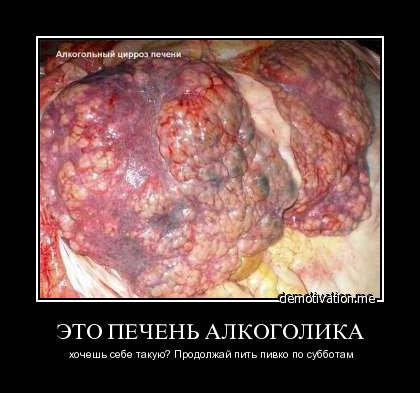 Алкогольный цирроз печени
demotivation.me
ЭТО ПЕЧЕНЬ АЛКОГОЛИКА
хочешь себе такую? Продолжай пить пивко по субботам